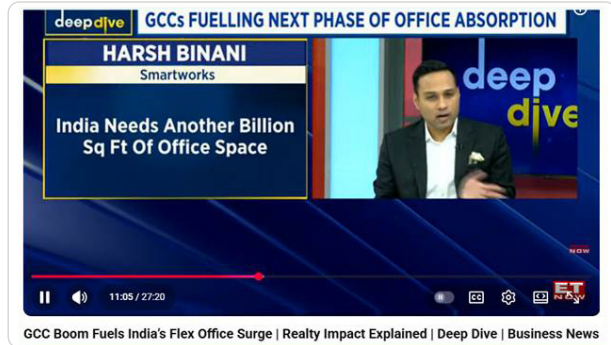 deep dive
GCCs FUELLING NEXT PHASE OF OFFICE ABSORPTION
HARSH BINANI
Smartworks
India Needs Another Billion
Sq Ft Of Office Space
deep
dive
NOW
11:05 / 27:20
CC
ET
NOW
GCC Boom Fuels India's Flex Office Surge | Realty Impact Explained | Deep Dive | Business News